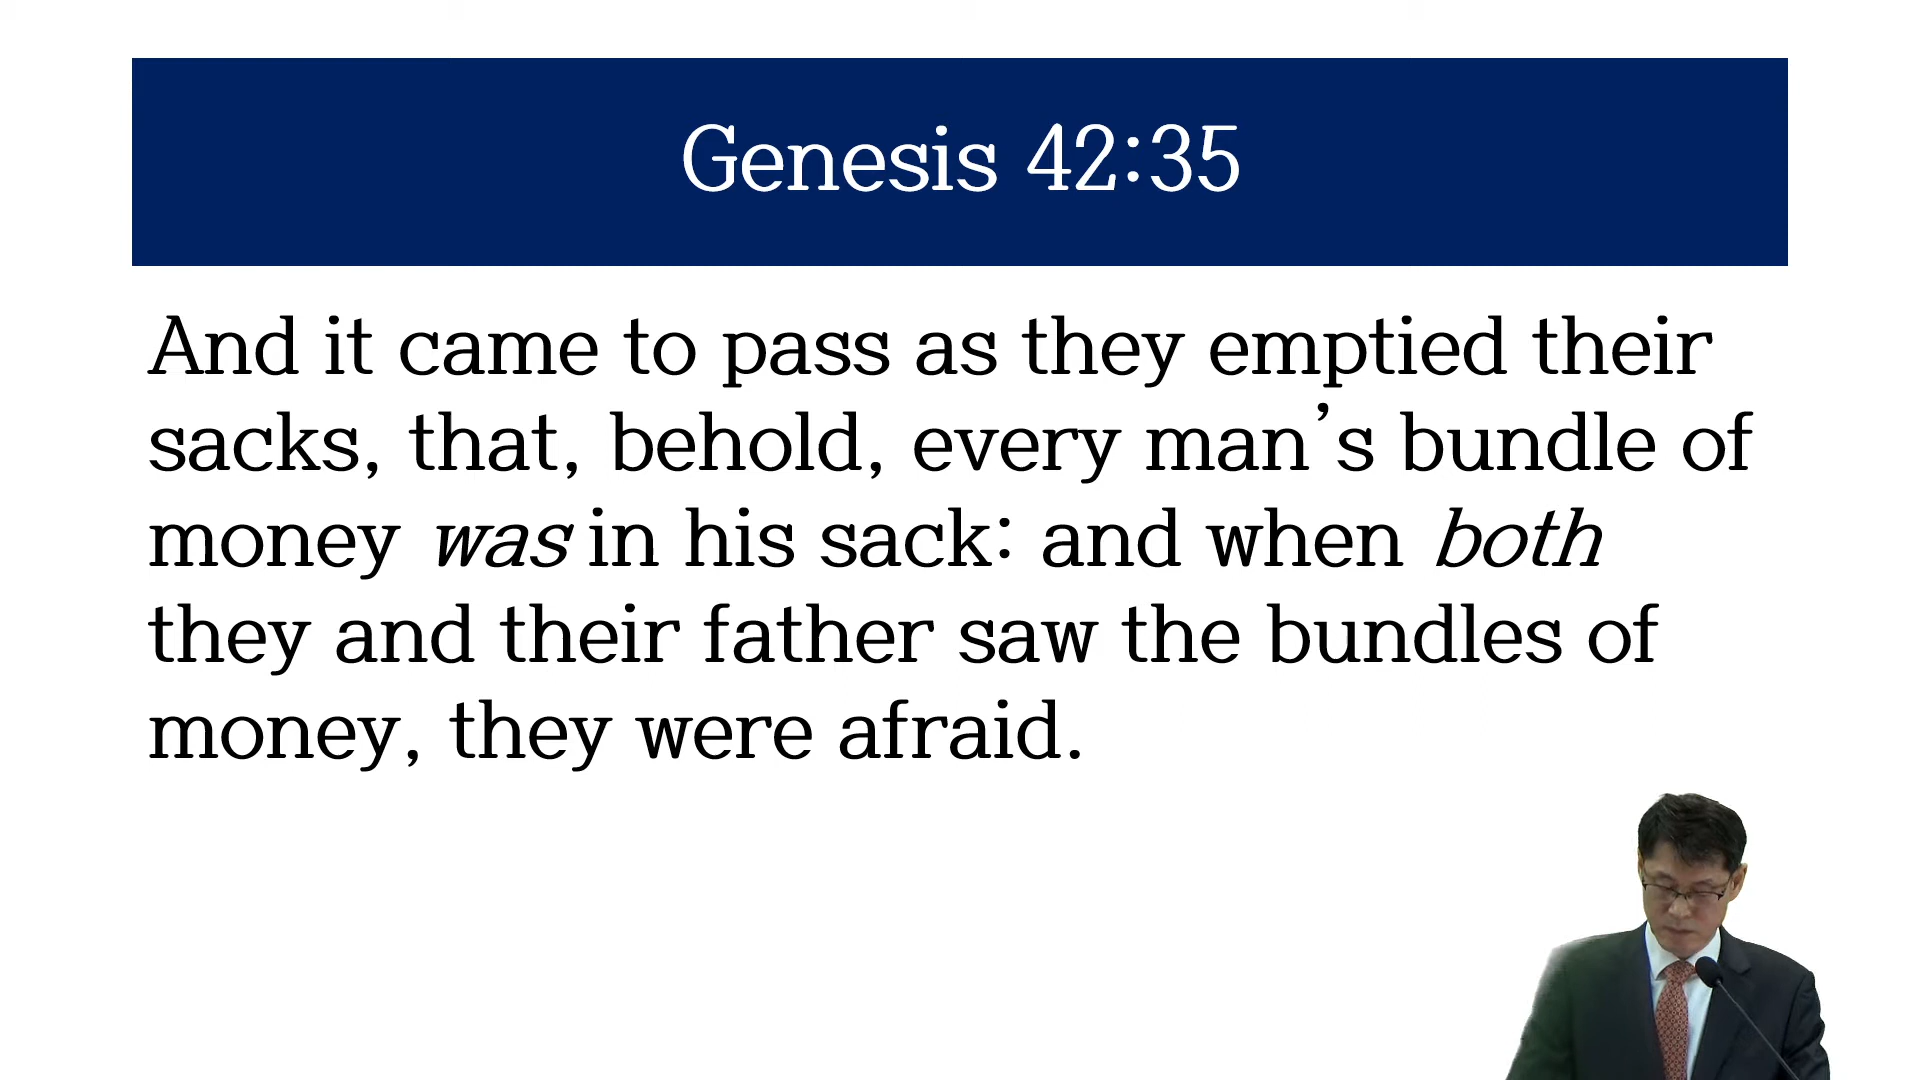 Genesis 42:35
And it came to pass as they emptied their
sacks, that, behold, every man’s bundle of
money was in his sack: and when both
they and their father saw the bundles of
money, they were afraid.